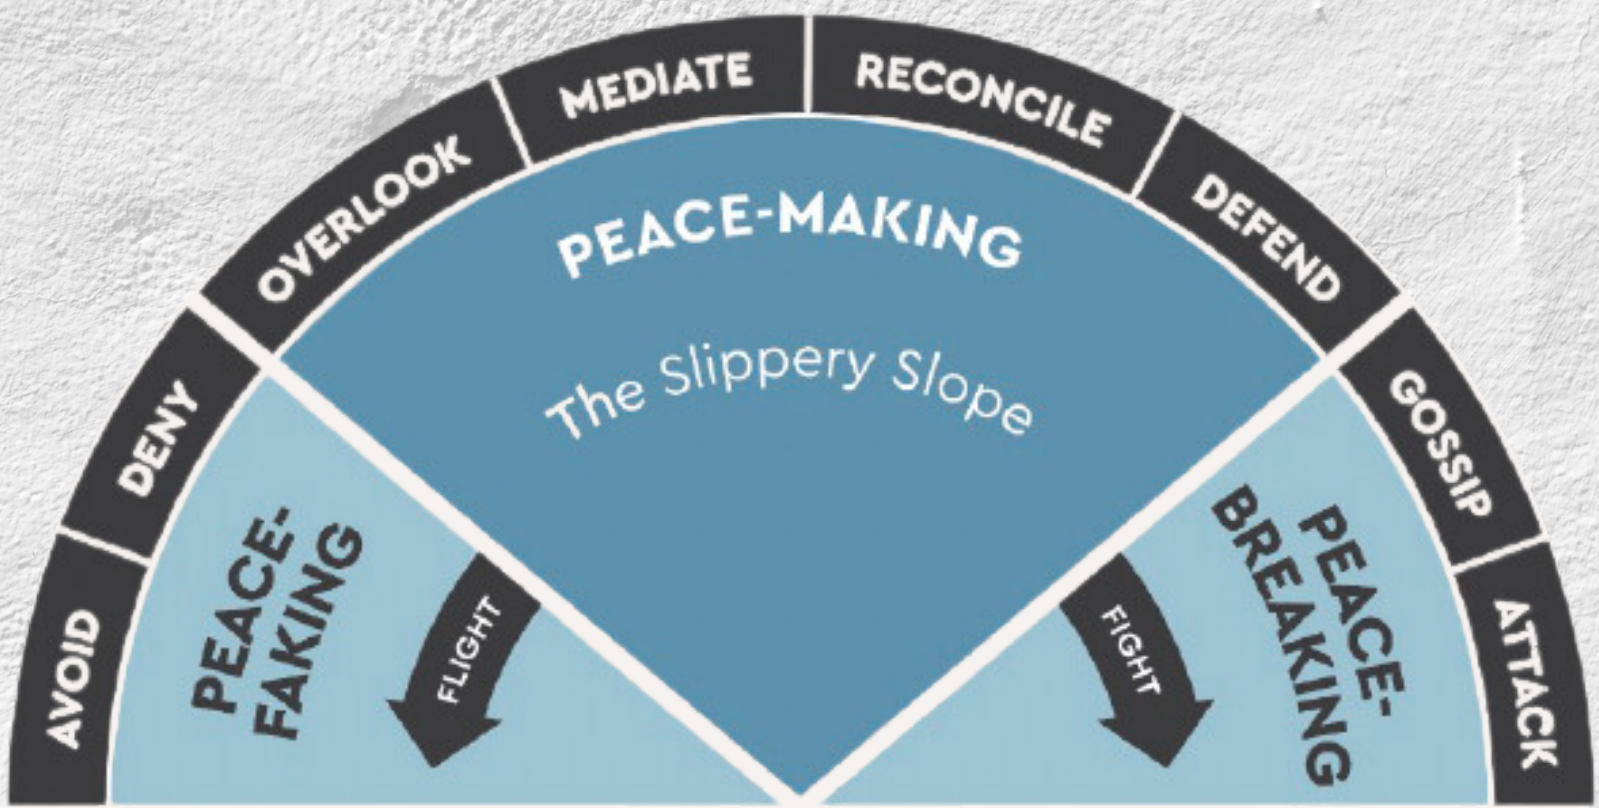 AVOID
DENY
OVERLOOK
MEDIATE
RECONCILE
DEFEND
GOSSIP
ATTACK
PEACE-MAKING
The Slippery Slope
PEACE-
FAKING
FLIGHT
FIGHT
PEACE-
BREAKING